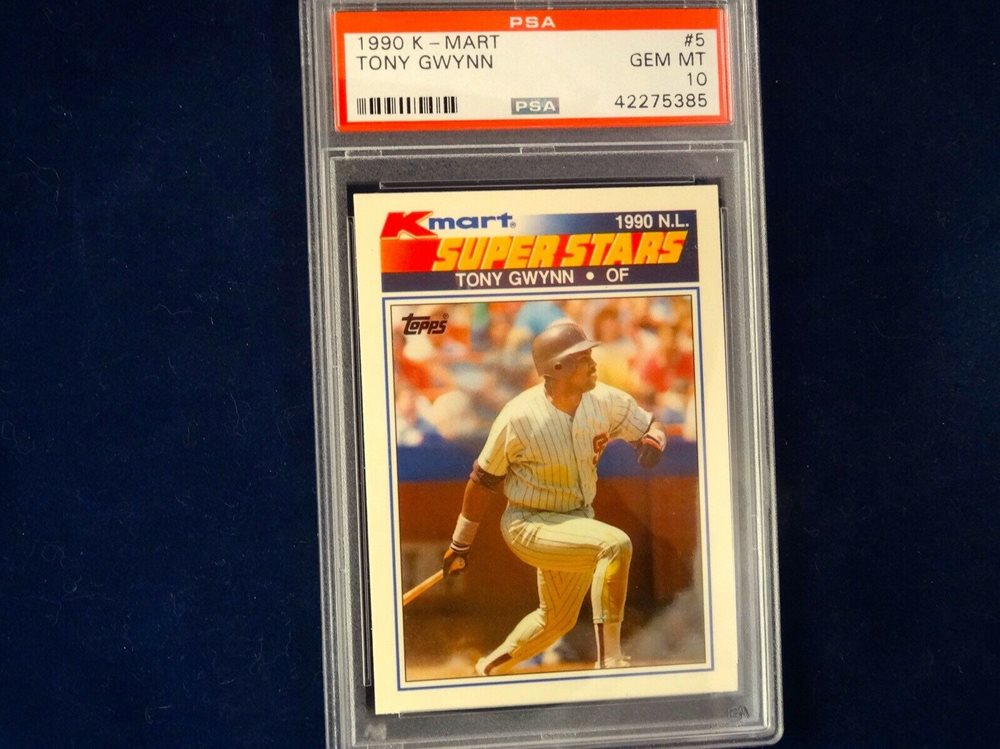 PSA
1990 K-MART #5
TONY GWYNN GEM MT
10
PSA 42275385
Kmart® 1990 N.L.
SUPER STARS
TONY GWYNN • OF
topps®